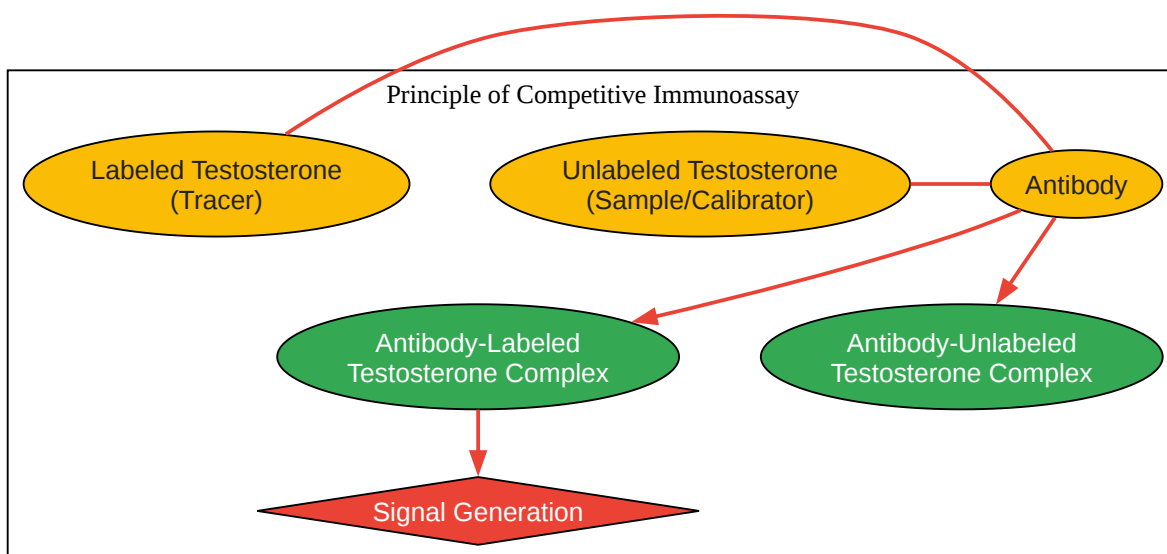 Principle of Competitive Immunoassay
Labeled Testosterone
(Tracer)
Unlabeled Testosterone
(Sample/Calibrator)
Antibody
Antibody-Labeled
Testosterone Complex
Antibody-Unlabeled
Testosterone Complex
Signal Generation